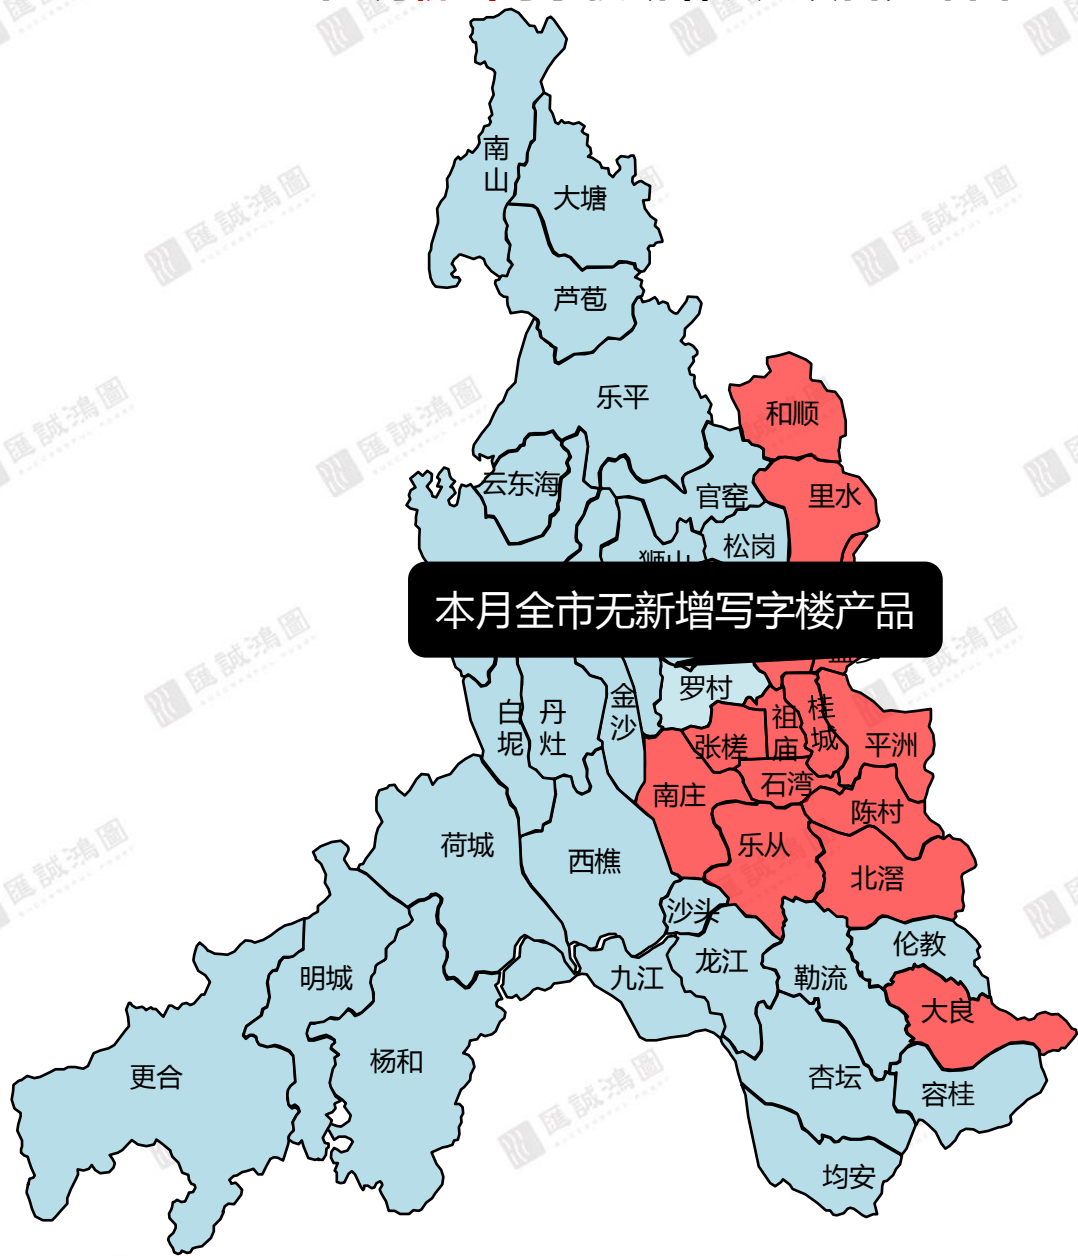 南山
大塘
芦苞
乐平
和顺
云东海
官窑
里水
松岗
狮山
本月全市无新增写字楼产品
罗村
白坭
丹灶
金沙
祖庙
桂城
张槎
平洲
石湾
南庄
陈村
荷城
西樵
乐从
北滘
沙头
伦教
龙江
明城
九江
勒流
大良
更合
杨和
杏坛
容桂
均安
匯誠鴻圖